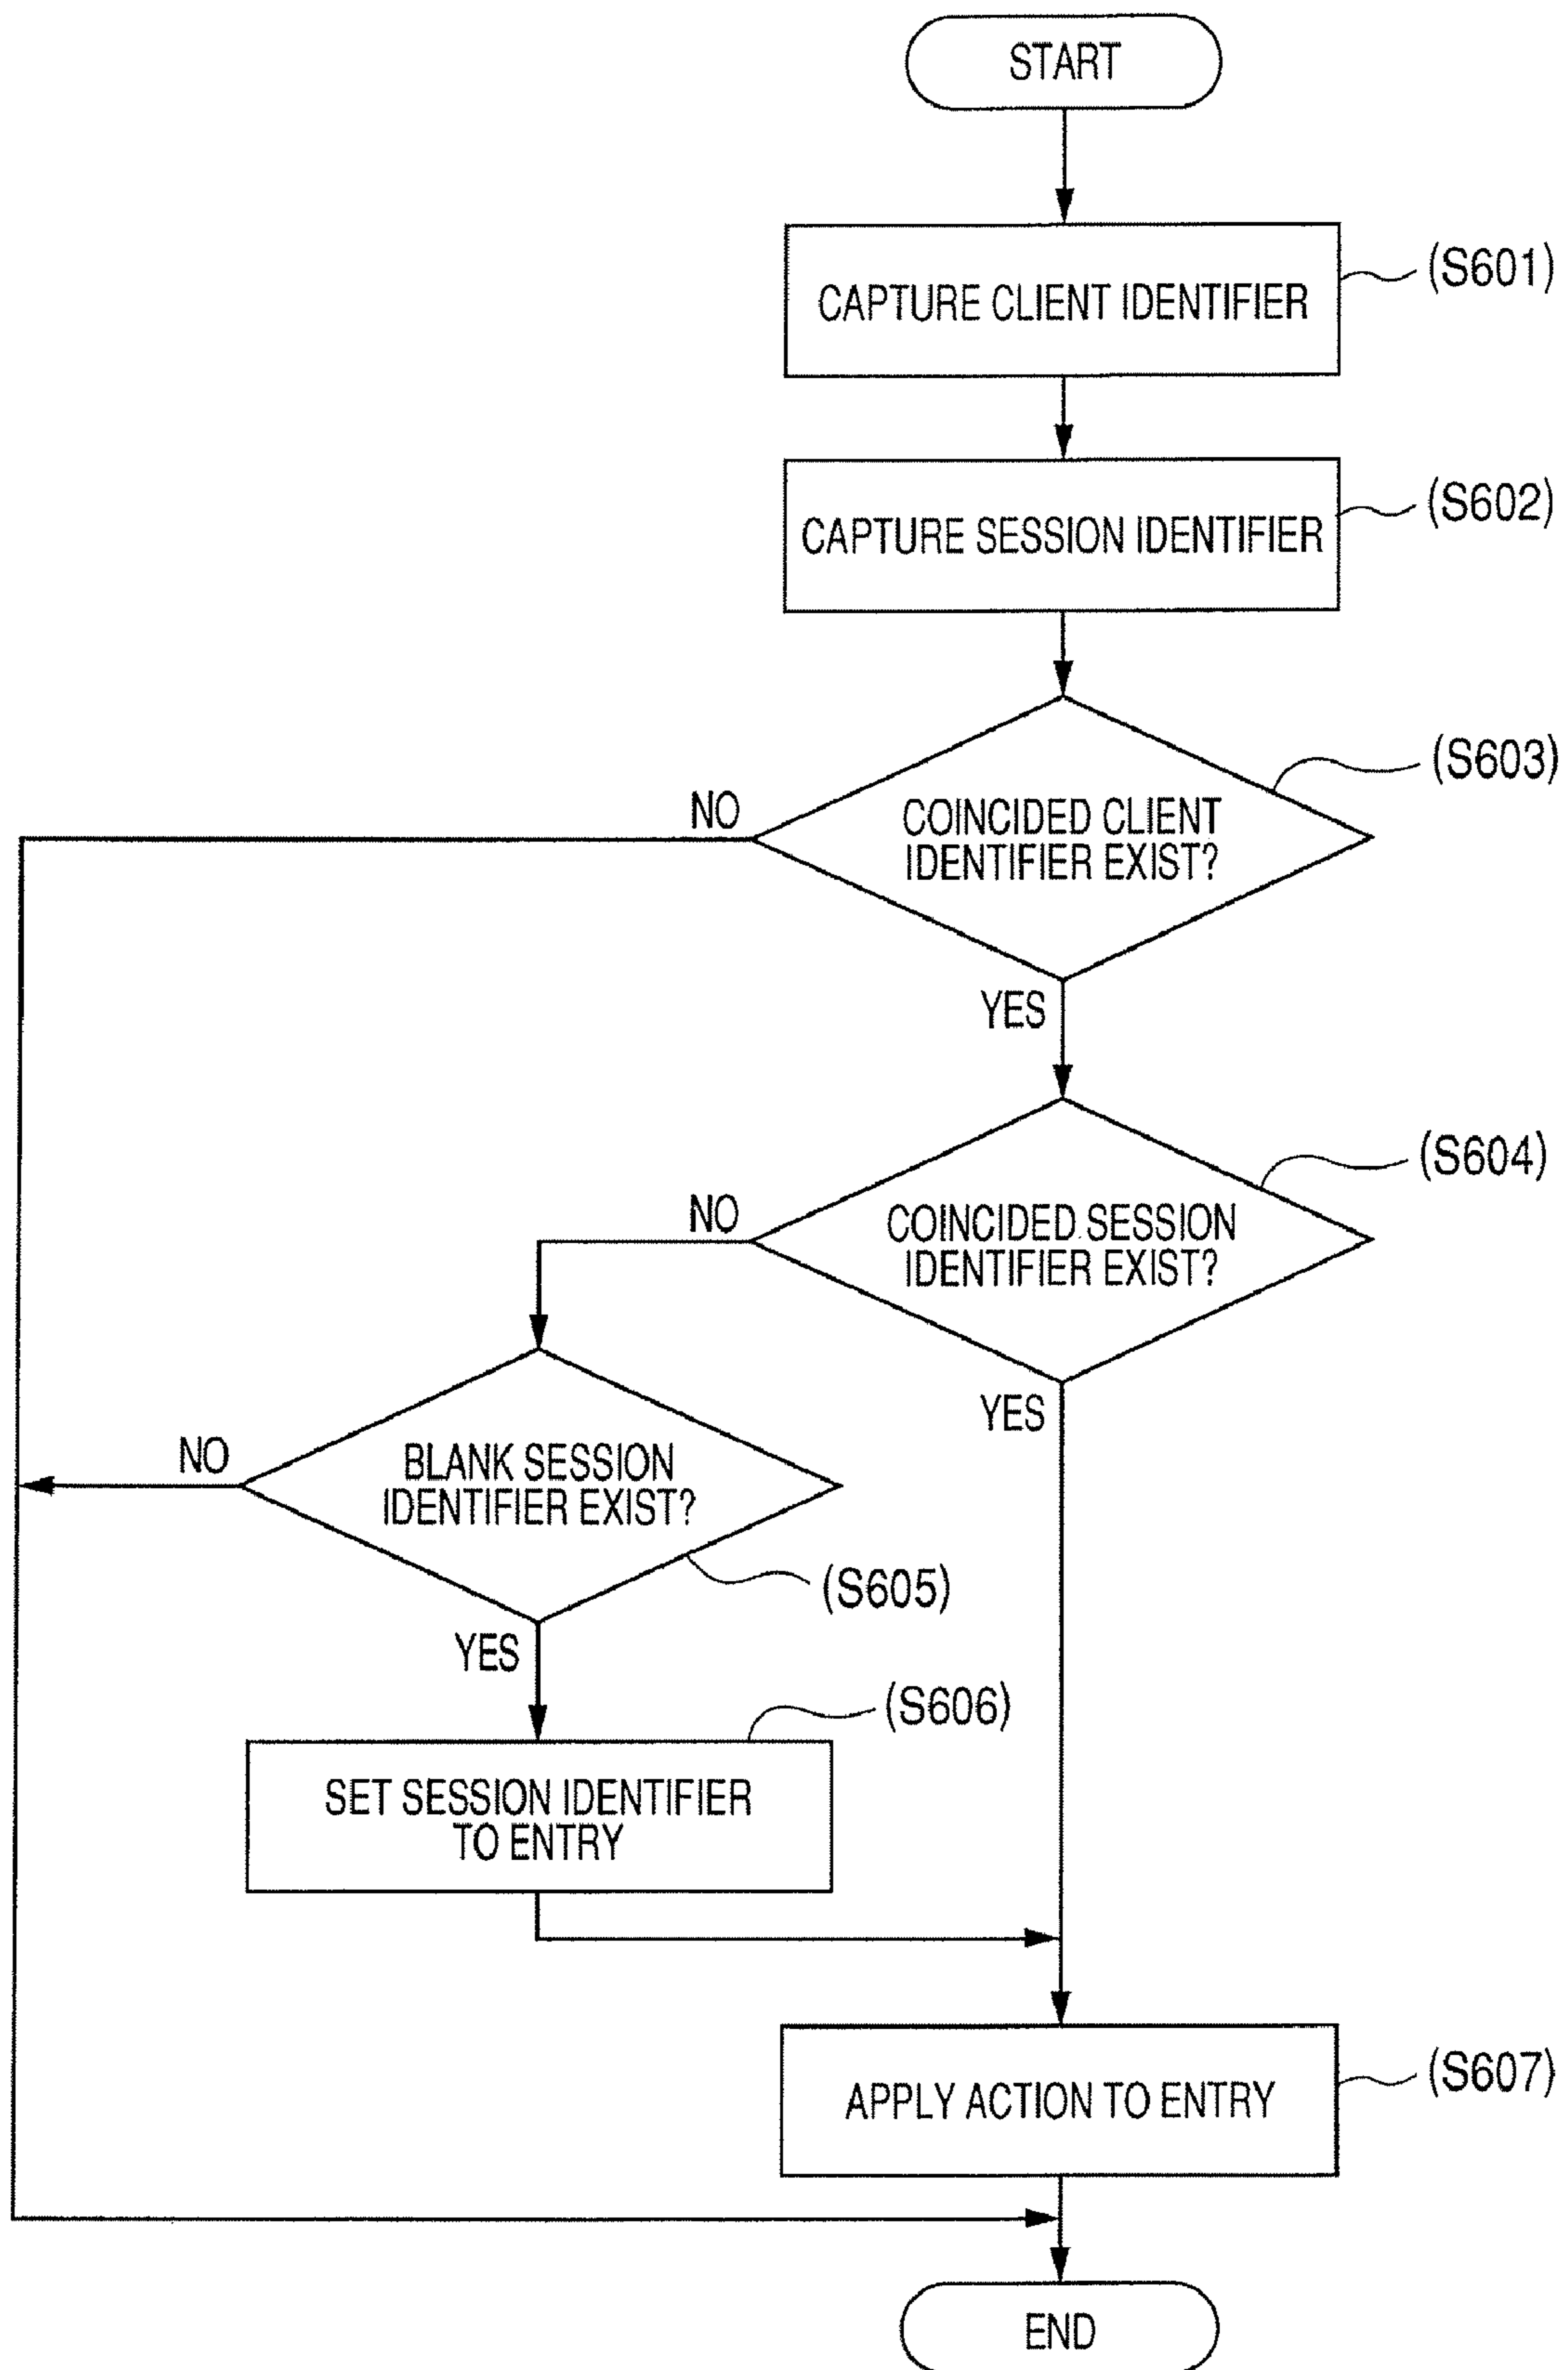 START
CAPTURE CLIENT IDENTIFIER
(S601)
CAPTURE SESSION IDENTIFIER
(S602)
COINCIDED CLIENT
IDENTIFIER EXIST?
(S603)
NO
YES
COINCIDED SESSION
IDENTIFIER EXIST?
(S604)
NO
YES
BLANK SESSION
IDENTIFIER EXIST?
(S605)
NO
YES
SET SESSION IDENTIFIER
TO ENTRY
(S606)
APPLY ACTION TO ENTRY
(S607)
END